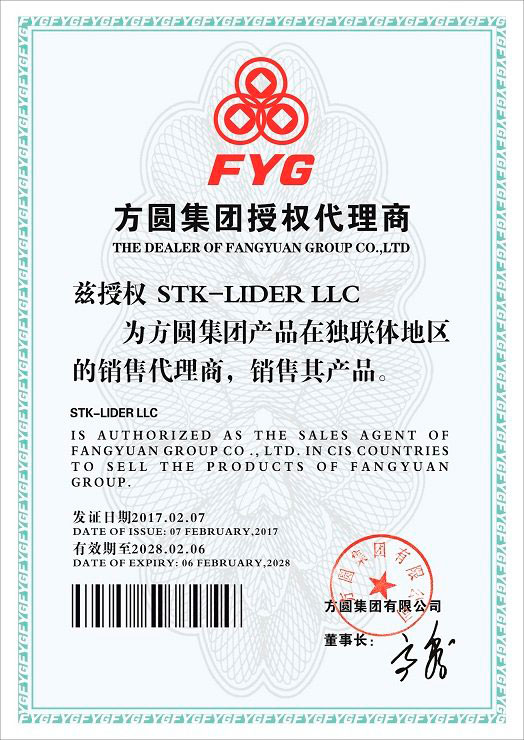 FYG
方圆集团授权代理商
THE DEALER OF FANGYUAN GROUP CO.,LTD
兹授权 STK-LIDER LLC
为方圆集团产品在独联体地区
的销售代理商，销售其产品。
STK-LIDER LLC
IS AUTHORIZED AS THE SALES AGENT OF
FANGYUAN GROUP CO ., LTD. IN CIS COUNTRIES
TO SELL THE PRODUCTS OF FANGYUAN
GROUP.
发证日期2017.02.07
DATE OF ISSUE: 07 FEBRUARY,2017
有效期至2028.02.06
DATE OF EXPIRY: 06 FEBRUARY,2028
方圆集团有限公司
方圆集团有限公司
董事长：